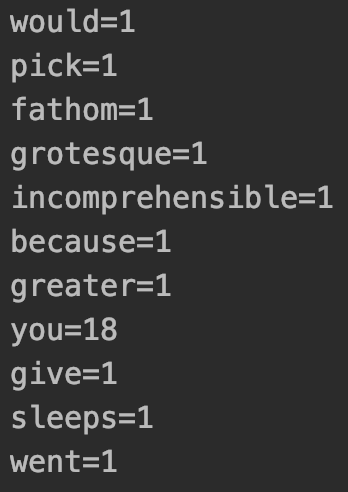 would=1
pick=1
fathom=1
grotesque=1
incomprehensible=1
because=1
greater=1
you=18
give=1
sleeps=1
went=1